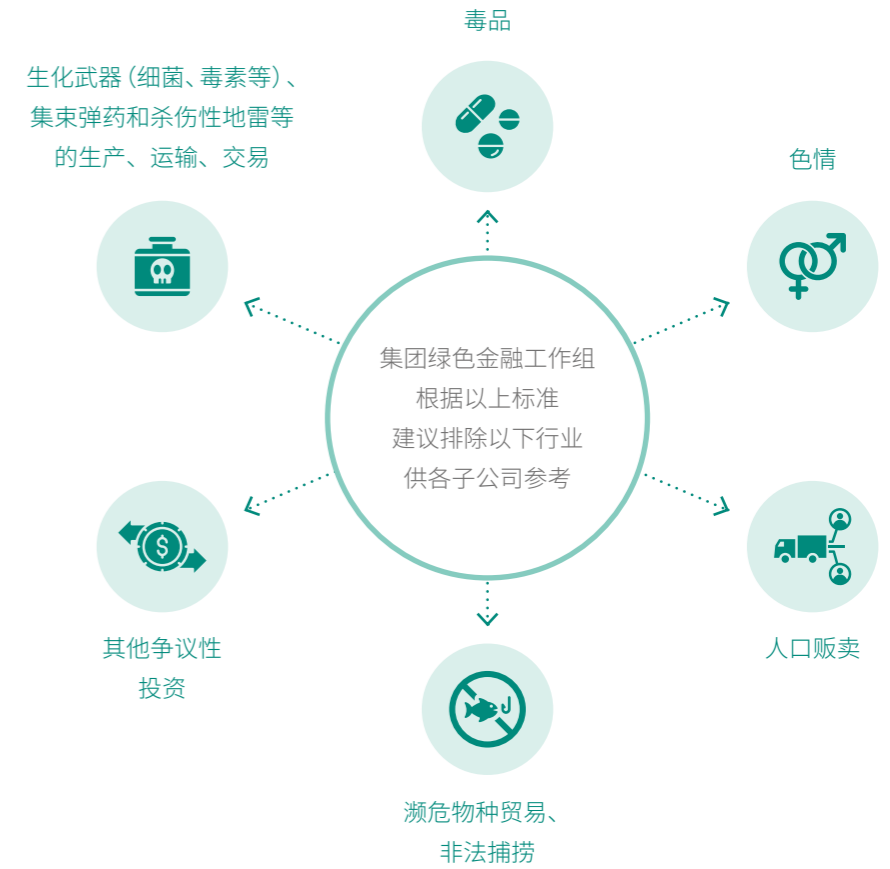 毒品
生化武器（细菌、毒素等）、
集束弹药和杀伤性地雷等
的生产、运输、交易
色情
集团绿色金融工作组
根据以上标准
建议排除以下行业
供各子公司参考
$
其他争议性
投资
人口贩卖
濒危物种贸易、
非法捕捞